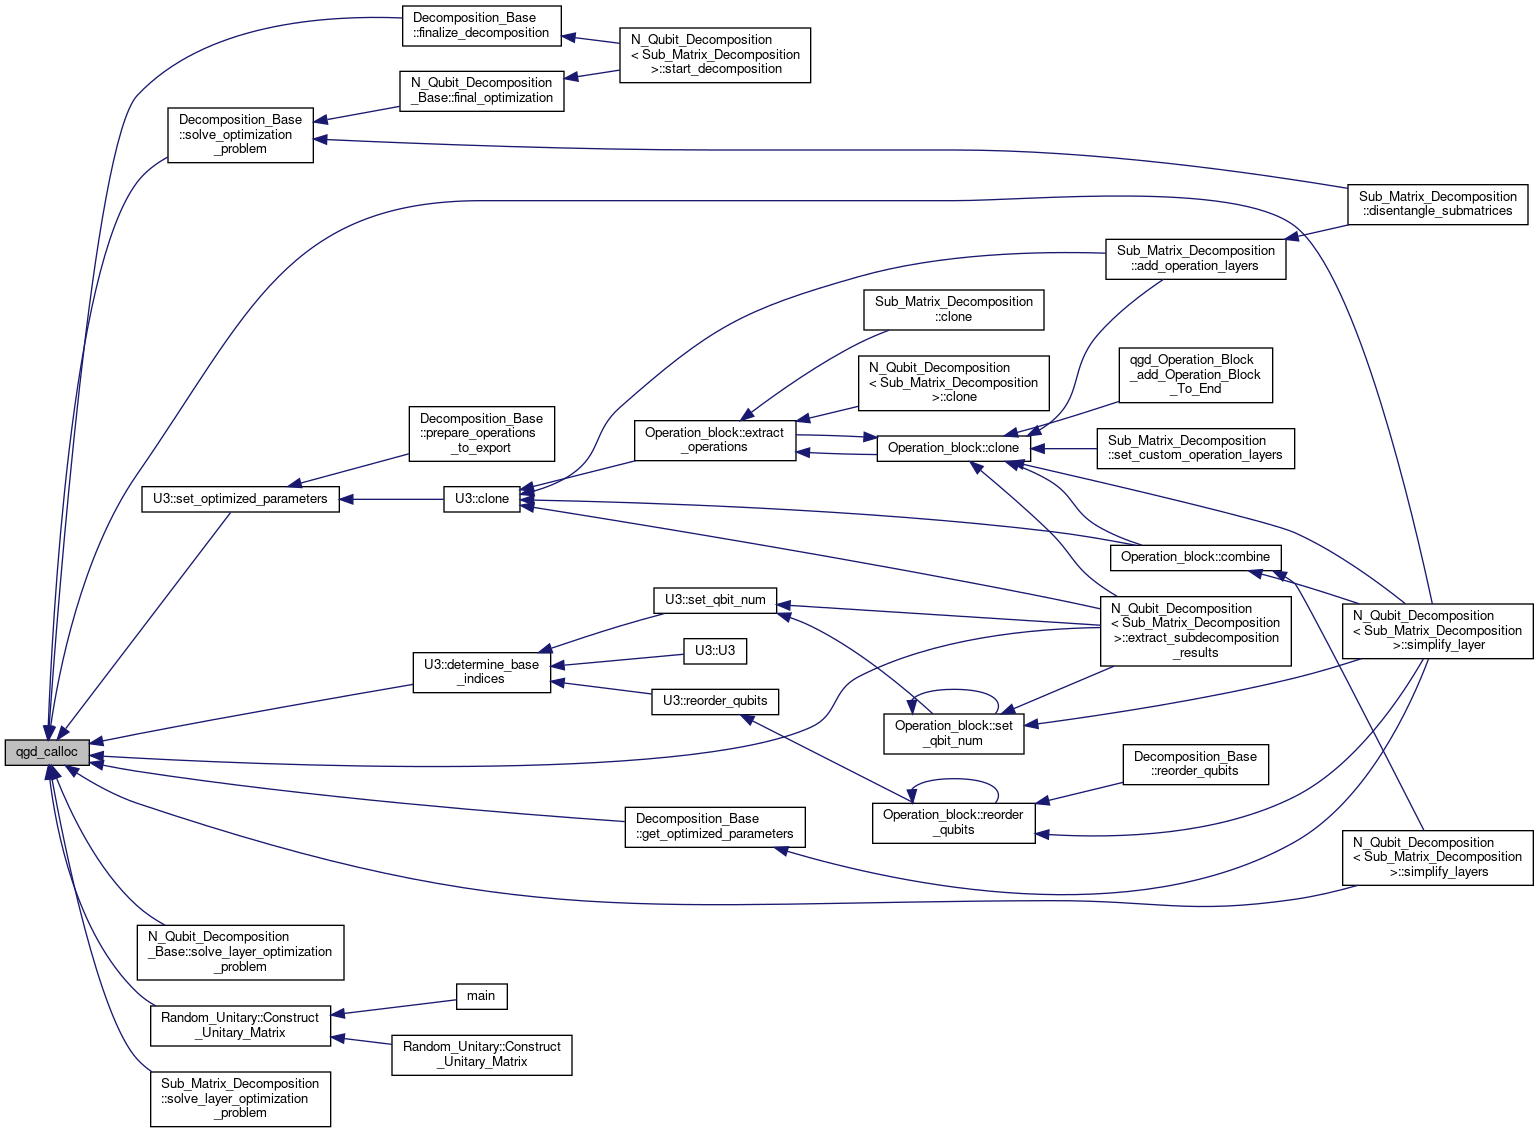 Decomposition_Base
::finalize_decomposition
N_Qubit_Decomposition
< Sub_Matrix_Decomposition
>::start_decomposition
N_Qubit_Decomposition
_Base::final_optimization
Decomposition_Base
::solve_optimization
_problem
Sub_Matrix_Decomposition
::disentangle_submatrices
Sub_Matrix_Decomposition
::add_operation_layers
Sub_Matrix_Decomposition
::clone
qgd_Operation_Block
_add_Operation_Block
_To_End
N_Qubit_Decomposition
< Sub_Matrix_Decomposition
>::clone
Decomposition_Base
::prepare_operations
_to_export
Operation_block::extract
_operations
Operation_block::clone
Sub_Matrix_Decomposition
::set_custom_operation_layers
U3::set_optimized_parameters
U3::clone
Operation_block::combine
U3::set_qbit_num
N_Qubit_Decomposition
< Sub_Matrix_Decomposition
>::extract_subdecomposition
_results
N_Qubit_Decomposition
< Sub_Matrix_Decomposition
>::simplify_layer
U3::U3
U3::determine_base
_indices
U3::reorder_qubits
Operation_block::set
_qbit_num
qgd_calloc
Decomposition_Base
::reorder_qubits
Decomposition_Base
::get_optimized_parameters
Operation_block::reorder
_qubits
N_Qubit_Decomposition
< Sub_Matrix_Decomposition
>::simplify_layers
N_Qubit_Decomposition
_Base::solve_layer_optimization
_problem
main
Random_Unitary::Construct
_Unitary_Matrix
Random_Unitary::Construct
_Unitary_Matrix
Sub_Matrix_Decomposition
::solve_layer_optimization
_problem